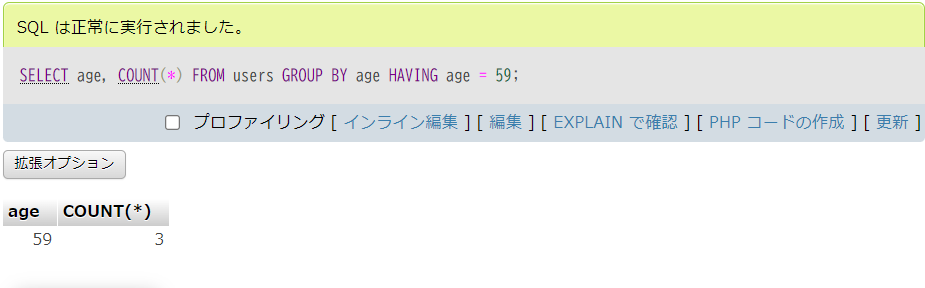 SQL は正常に実行されました。
SELECT age, COUNT(*) FROM users GROUP BY age HAVING age = 59;
プロファイリング [ インライン編集 ] [ 編集 ] [ EXPLAIN で確認 ] [ PHP コードの作成 ] [ 更新 ]
拡張オプション
age COUNT(*)
59 3